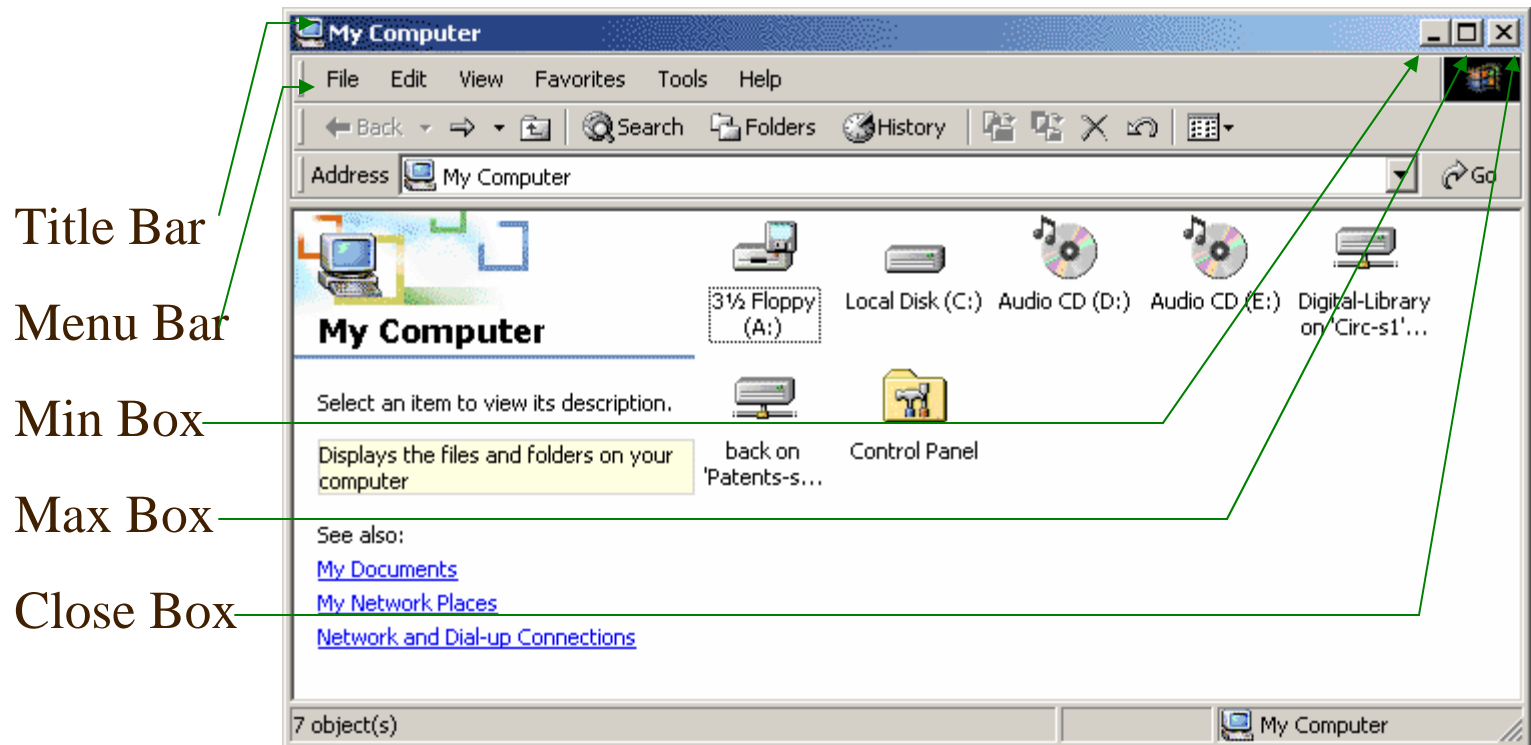 My Computer
File Edit View Favorites Tools Help
Back Search Folders History
Address My Computer Go
Title Bar
Menu Bar
Min Box
Max Box
Close Box
My Computer
Select an item to view its description.
Displays the files and folders on your
computer
See also:
My Documents
My Network Places
Network and Dial-up Connections
3½ Floppy
(A:)
Local Disk (C:)
Audio CD (D:)
Audio CD (E:)
Digital-Library
on 'Circ-s1'...
back on
'Patents-s...
Control Panel
7 object(s)
My Computer